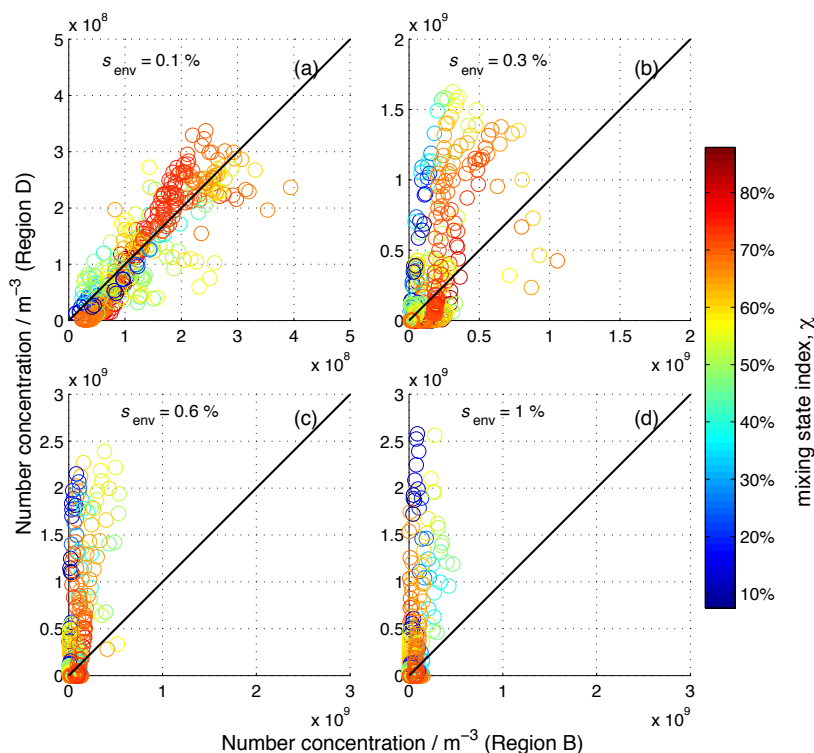 x 10^8
s_env = 0.1 %
(a)
5
4
3
2
1
0
0 1 2 3 4 5
x 10^8
x 10^9
s_env = 0.3 %
(b)
2
1.5
1
0.5
0
0 0.5 1 1.5 2
x 10^9
x 10^9
s_env = 0.6 %
(c)
3
2.5
2
1.5
1
0.5
0
0 1 2 3
x 10^9
x 10^9
s_env = 1 %
(d)
3
2.5
2
1.5
1
0.5
0
0 1 2 3
x 10^9
Number concentration / m^−3 (Region D)
Number concentration / m^−3 (Region B)
80%
70%
60%
50%
40%
30%
20%
10%
mixing state index, χ